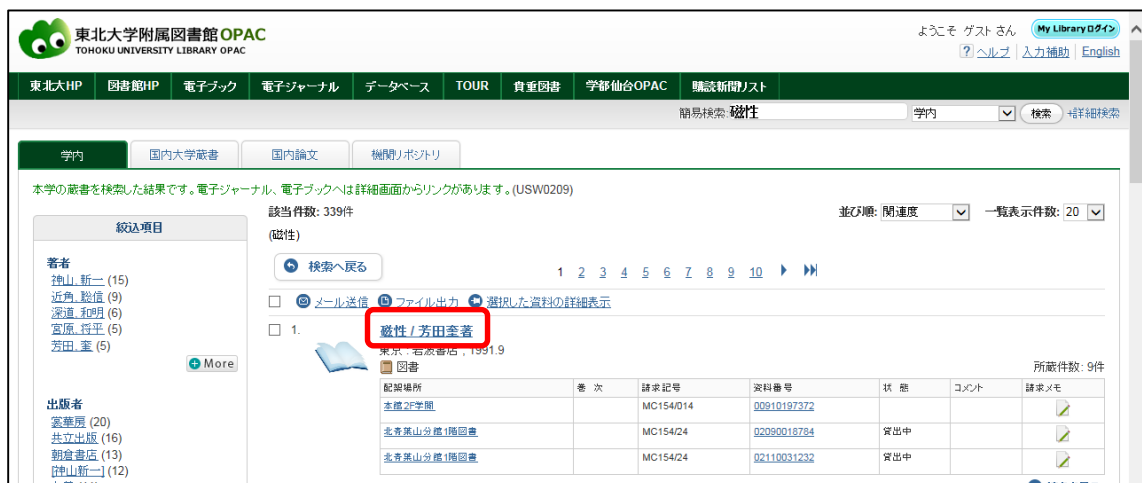 東北大学附属図書館OPAC
TOHOKU UNIVERSITY LIBRARY OPAC
ようこそ ゲスト さん My Libraryログイン
? ヘルプ 入力補助 English
東北大HP 図書館HP 電子ブック 電子ジャーナル データベース TOUR 貴重図書 学都仙台OPAC 購読新聞リスト
簡易検索:磁性 学内 検索 +詳細検索
学内 国内大学蔵書 国内論文 機関リポジトリ
本学の蔵書を検索した結果です。電子ジャーナル、電子ブックへは詳細画面からリンクがあります。(USW0209)
絞込項目
著者
神山, 新一 (15)
近角, 聡信 (9)
深道, 和明 (6)
宮原, 将平 (5)
芳田, 奎 (5)
More
出版者
裳華房 (20)
共立出版 (16)
朝倉書店 (13)
[神山新一] (12)
該当件数: 339件
並び順: 関連度 一覧表示件数: 20
(磁性)
検索へ戻る
1 2 3 4 5 6 7 8 9 10
メール送信 ファイル出力 選択した資料の詳細表示
1. 磁性 / 芳田奎著
東京 : 岩波書店 , 1991.9
図書
所蔵件数: 9件
配架場所 巻 次 請求記号 資料番号 状 態 コメント 請求メモ
本館2F学閲 MC154/014 00910197372
北青葉山分館1階図書 MC154/24 02090018784 貸出中
北青葉山分館1階図書 MC154/24 02110031232 貸出中